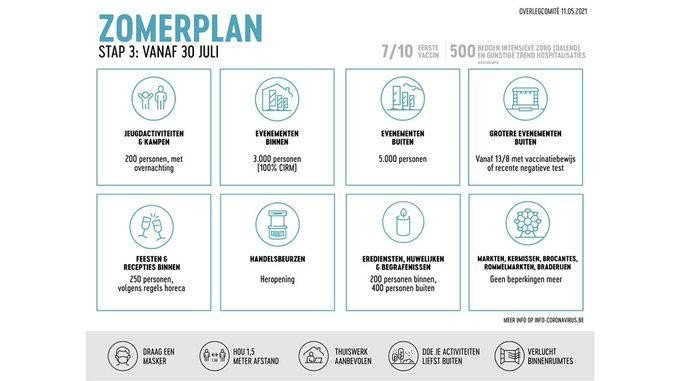 OVERLEGCOMITÉ 11.05.2021
ZOMERPLAN
STAP 3: VANAF 30 JULI
7/10 EERSTE
VACCIN
500 BEDDEN INTENSIEVE ZORG (DALEND)
EN GUNSTIGE TREND HOSPITALISATIES
JEUGDACTIVITEITEN
& KAMPEN
200 personen, met
overnachting
EVENEMENTEN
BINNEN
3.000 personen
(100% CIRM)
EVENEMENTEN
BUITEN
5.000 personen
GROTERE EVENEMENTEN
BUITEN
Vanaf 13/8 met vaccinatiebewijs
of recente negatieve test
FEESTEN &
RECEPTIES BINNEN
250 personen,
volgens regels horeca
HANDELSBEURZEN
Heropening
EREDIENSTEN, HUWELIJKEN
& BEGRAFENISSEN
200 personen binnen,
400 personen buiten
MARKTEN, KERMISSEN, BROCANTES,
ROMMELMARKTEN, BRADERIJEN
Geen beperkingen meer
MEER INFO OP INFO-CORONAVIRUS.BE
DRAAG EEN
MASKER
HOU 1,5
METER AFSTAND
THUISWERK
AANBEVOLEN
DOE JE ACTIVITEITEN
LIEFST BUITEN
VERLUCHT
BINNENRUIMTES